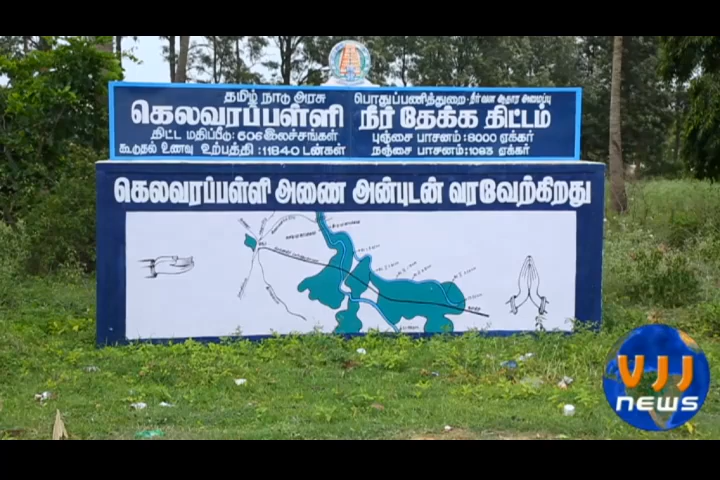 தமிழ் நாடு அரசு பொதுப்பணித்துறை-நீர்வள ஆதார அமைப்பு
கெலவரப்பள்ளி நீர் தேக்க திட்டம்
திட்ட மதிப்பீடு: 606 இலட்சங்கள் புஞ்சை பாசனம்: 8000 ஏக்கர்
கூடுதல் உணவு உற்பத்தி: 11840 டன்கள் நஞ்சை பாசனம்: 1083 ஏக்கர்
கெலவரப்பள்ளி அணை அன்புடன் வரவேற்கிறது
VJJ
NEWS